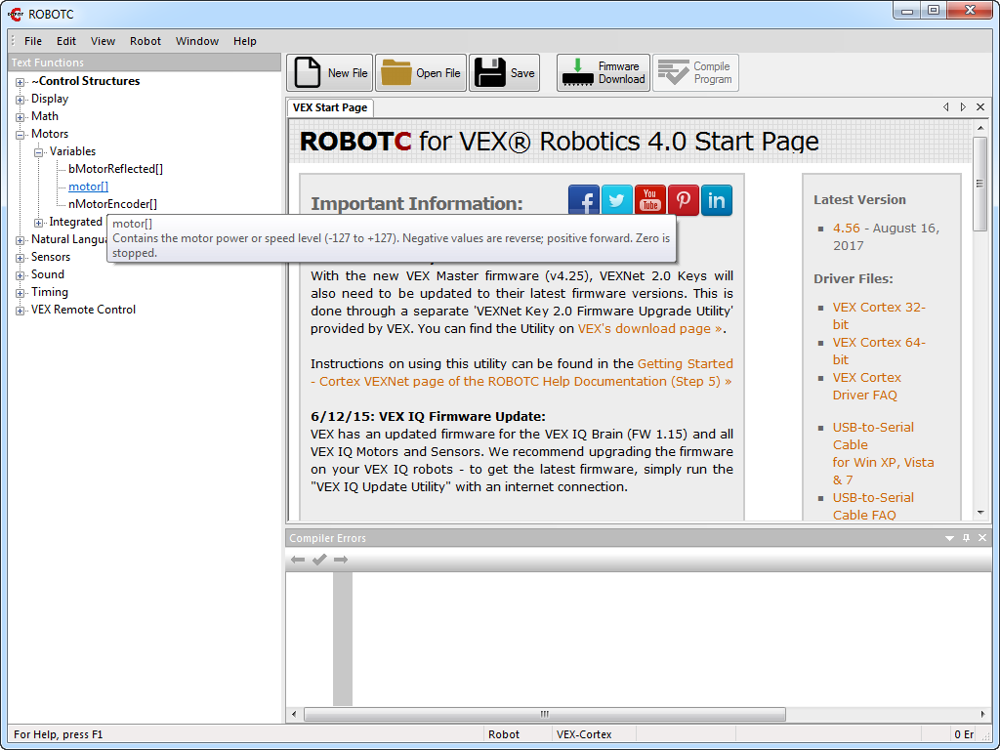 ROBOTC
File Edit View Robot Window Help
Text Functions
~Control Structures
Display
Math
Motors
Variables
bMotorReflected[]
motor[]
nMotorEncoder[]
Integrated
Natural Langua
Sensors
Sound
Timing
VEX Remote Control
motor[]
Contains the motor power or speed level (-127 to +127). Negative values are reverse; positive forward. Zero is
stopped.
New File Open File Save Firmware Download Compile Program
VEX Start Page
ROBOTC for VEX® Robotics 4.0 Start Page
Important Information:
You Tube
in
With the new VEX Master firmware (v4.25), VEXNet 2.0 Keys will
also need to be updated to their latest firmware versions. This is
done through a separate 'VEXNet Key 2.0 Firmware Upgrade Utility'
provided by VEX. You can find the Utility on VEX's download page ».
Instructions on using this utility can be found in the Getting Started
- Cortex VEXNet page of the ROBOTC Help Documentation (Step 5) »
6/12/15: VEX IQ Firmware Update:
VEX has an updated firmware for the VEX IQ Brain (FW 1.15) and all
VEX IQ Motors and Sensors. We recommend upgrading the firmware
on your VEX IQ robots - to get the latest firmware, simply run the
"VEX IQ Update Utility" with an internet connection.
Latest Version
4.56 - August 16,
2017
Driver Files:
VEX Cortex 32-
bit
VEX Cortex 64-
bit
VEX Cortex
Driver FAQ
USB-to-Serial
Cable
for Win XP, Vista
& 7
USB-to-Serial
Cable FAQ
Compiler Errors
For Help, press F1
Robot
VEX-Cortex
0 Er